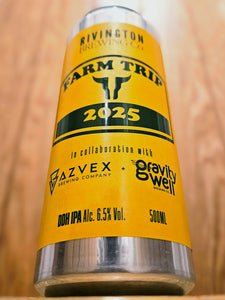 RIVINGTON
BREWING Co
FARM TRIP
2025
in collaboration with
AZVEX
BREWING COMPANY
+
gravity
well
DDH IPA Alc. 6.5% Vol.
500ML